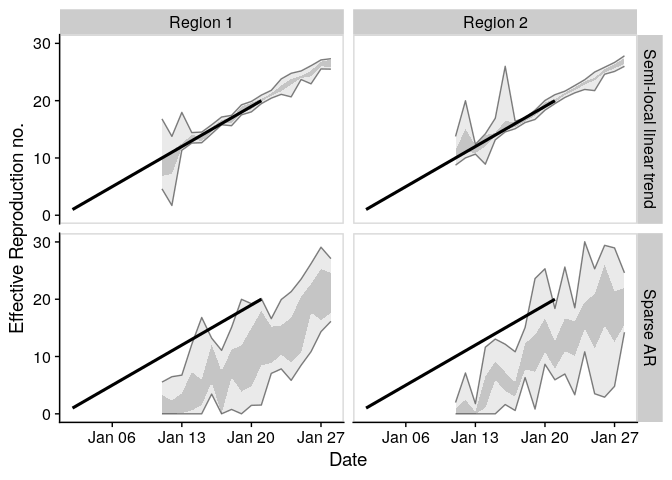 Region 1
Region 2
Effective Reproduction no.
30
20
10
0
Semi-local linear trend
30
20
10
0
Sparse AR
Jan 06
Jan 13
Jan 20
Jan 27
Jan 06
Jan 13
Jan 20
Jan 27
Date